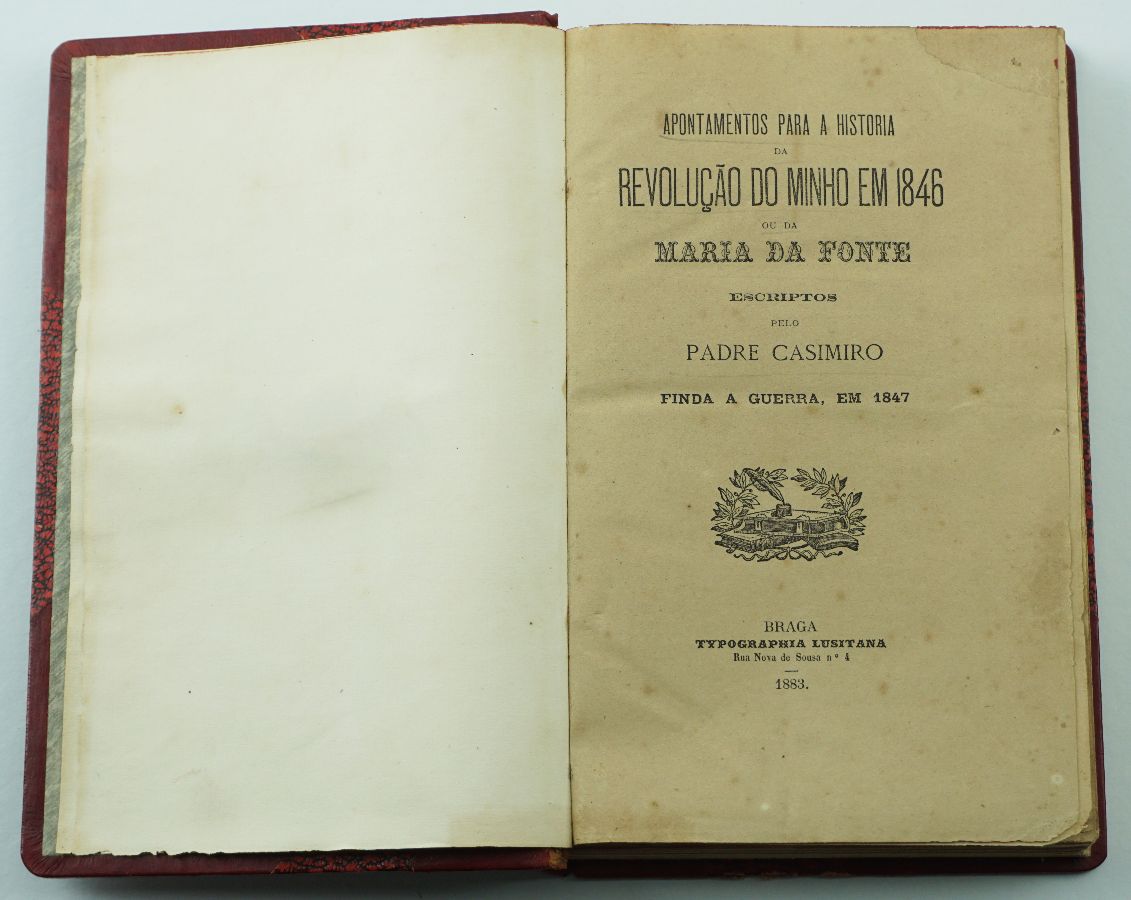 APONTAMENTOS PARA A HISTORIA
DA
REVOLUÇÃO DO MINHO EM 1846
OU DA
MARIA DA FONTE
ESCRIPTOS
PELO
PADRE CASIMIRO
FINDA A GUERRA, EM 1847
BRAGA
TYPOGRAPHIA LUSITANA
Rua Nova de Sousa nº 4
1883.